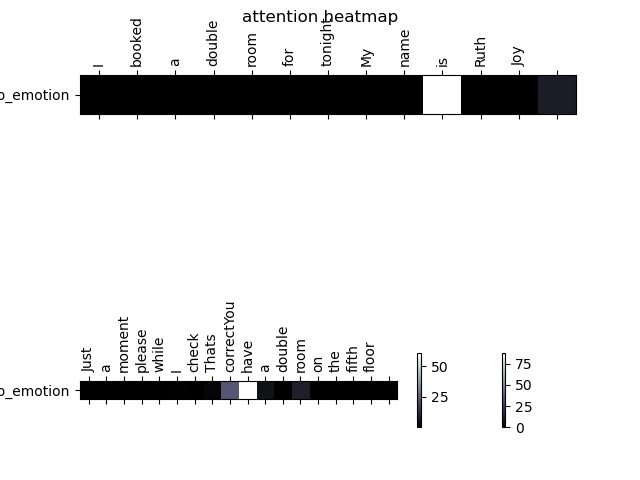 attention heatmap
I booked a double room for tonight My name is Ruth Joy
o_emotion
Just a moment please while I check Thats correctYou have a double room on the fifth floor
o_emotion
50
25
75
50
25
0